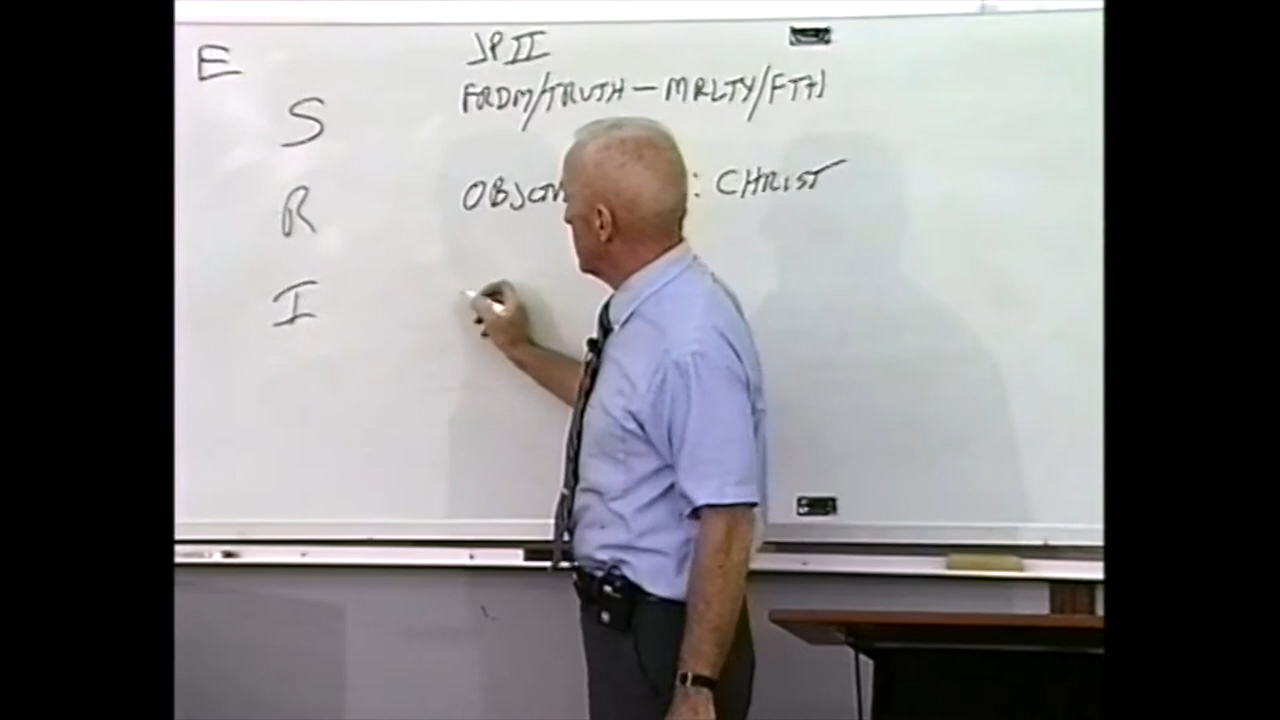 E
S
R
I
JPII
FRDM/TRUTH – MRLTY/FTH
: CHRIST